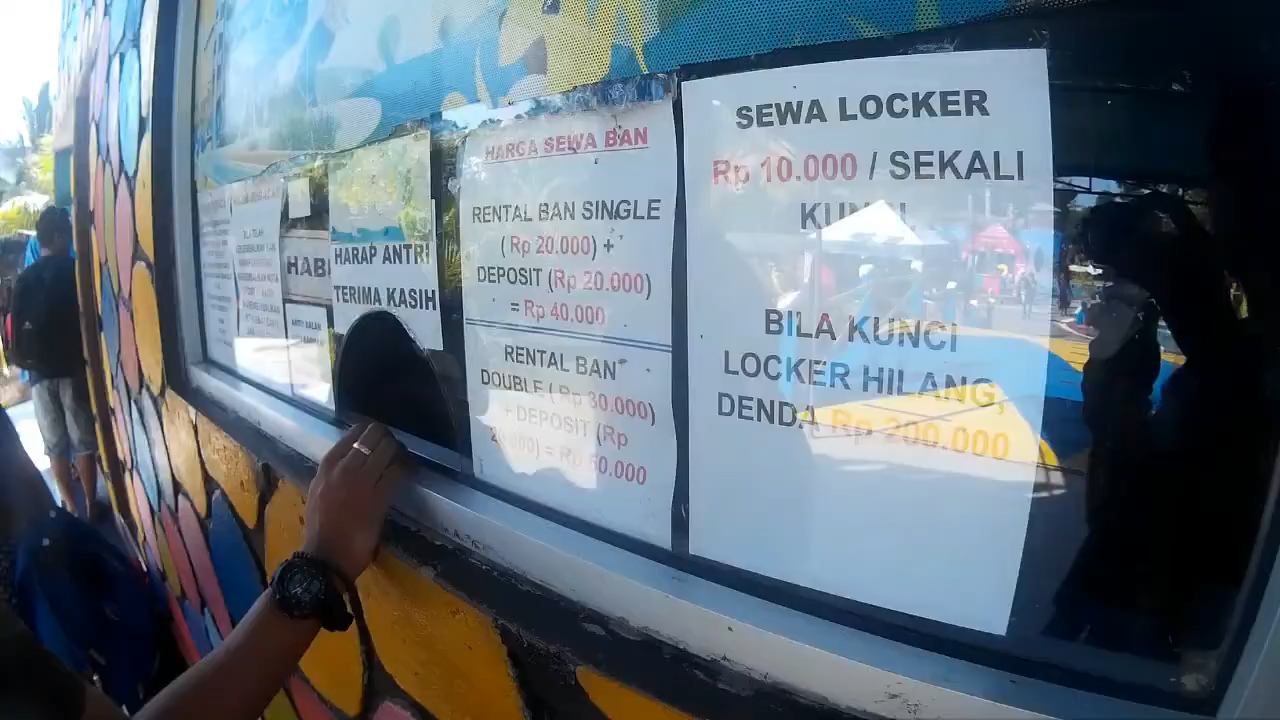 HABI
HARAP ANTRI
TERIMA KASIH
HARGA SEWA BAN
RENTAL BAN SINGLE
( Rp 20.000) +
DEPOSIT (Rp 20.000)
= Rp 40.000
RENTAL BAN
DOUBLE ( Rp 30.000)
+ DEPOSIT (Rp
20.000) = Rp 50.000
SEWA LOCKER
Rp 10.000 / SEKALI
KUNCI
BILA KUNCI
LOCKER HILANG,
DENDA Rp 200.000